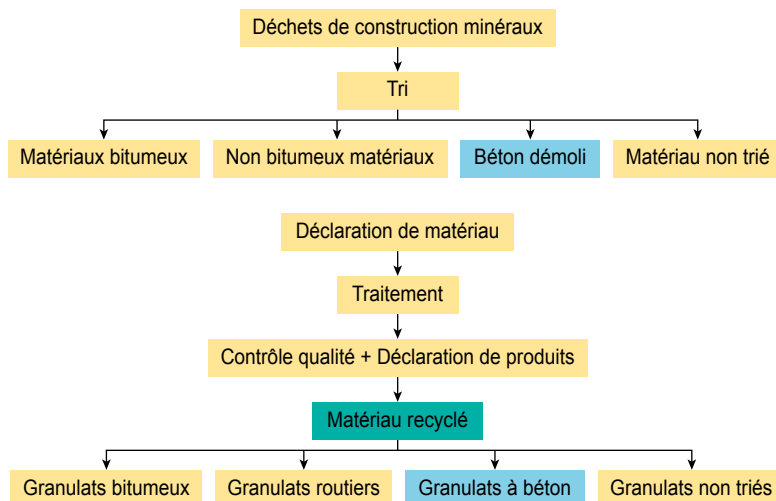 Déchets de construction minéraux
Tri
Matériaux bitumeux
Non bitumeux matériaux
Béton démoli
Matériau non trié
Déclaration de matériau
Traitement
Contrôle qualité + Déclaration de produits
Matériau recyclé
Granulats bitumeux
Granulats routiers
Granulats à béton
Granulats non triés